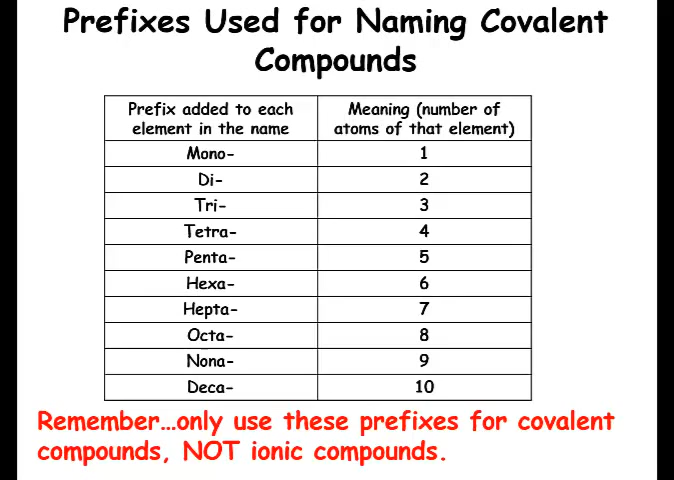 Prefixes Used for Naming Covalent
Compounds
Prefix added to each element in the name | Meaning (number of atoms of that element)
Mono- | 1
Di- | 2
Tri- | 3
Tetra- | 4
Penta- | 5
Hexa- | 6
Hepta- | 7
Octa- | 8
Nona- | 9
Deca- | 10
Remember...only use these prefixes for covalent
compounds, NOT ionic compounds.